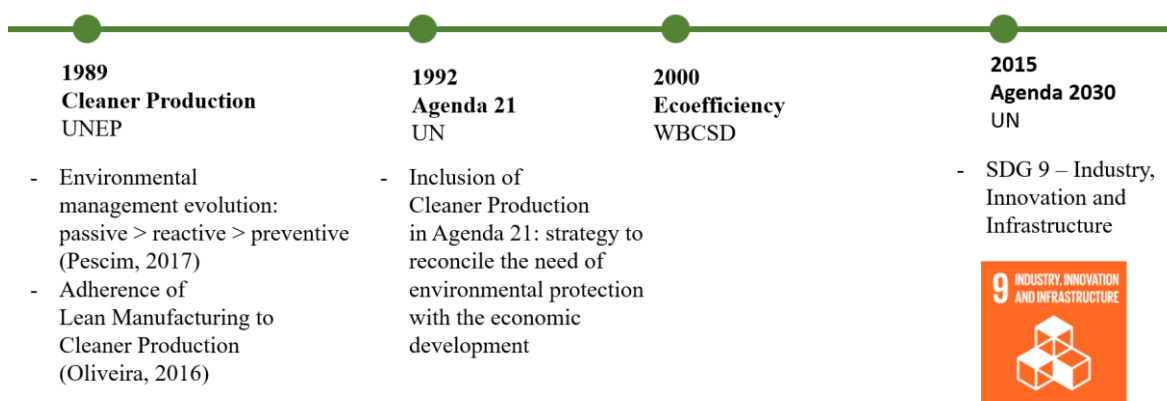 1989
Cleaner Production
UNEP
- Environmental
management evolution:
passive > reactive > preventive
(Pescim, 2017)
- Adherence of
Lean Manufacturing to
Cleaner Production
(Oliveira, 2016)
1992
Agenda 21
UN
- Inclusion of
Cleaner Production
in Agenda 21: strategy to
reconcile the need of
environmental protection
with the economic
development
2000
Ecoefficiency
WBCSD
2015
Agenda 2030
UN
- SDG 9 – Industry,
Innovation and
Infrastructure
9 INDUSTRY, INNOVATION
AND INFRASTRUCTURE